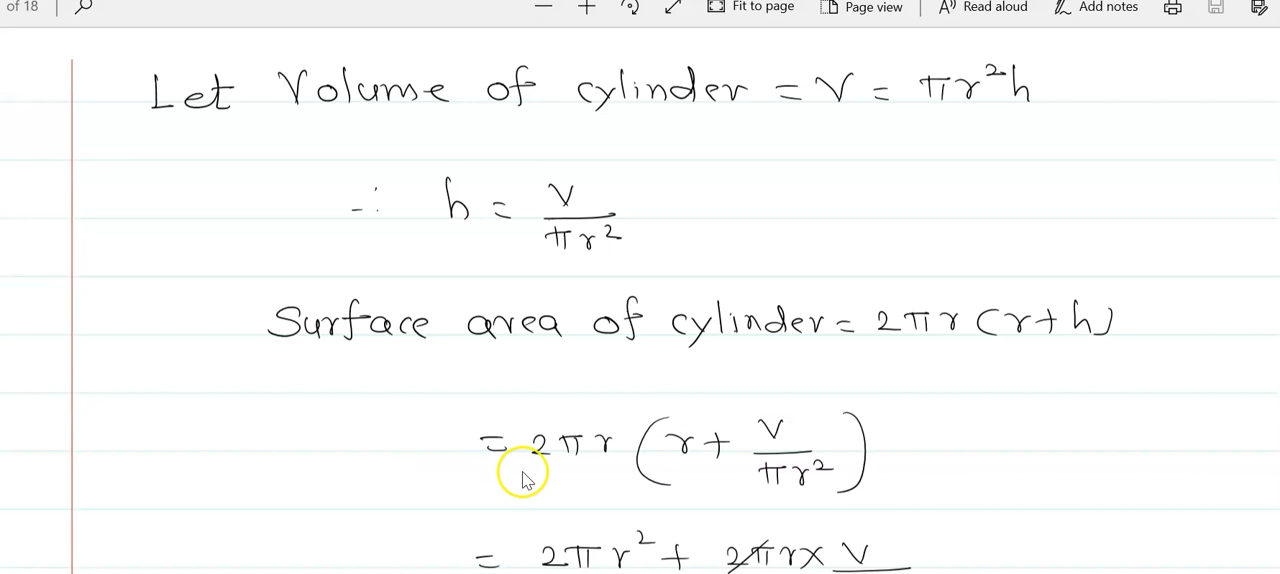 of 18 Fit to page Page view Read aloud Add notes
Let Volume of cylinder = V = πr²h
∴ h = V/πr²
Surface area of cylinder = 2πr(r+h)
= 2πr(r + V/πr²)
= 2πr² + 2πr× V